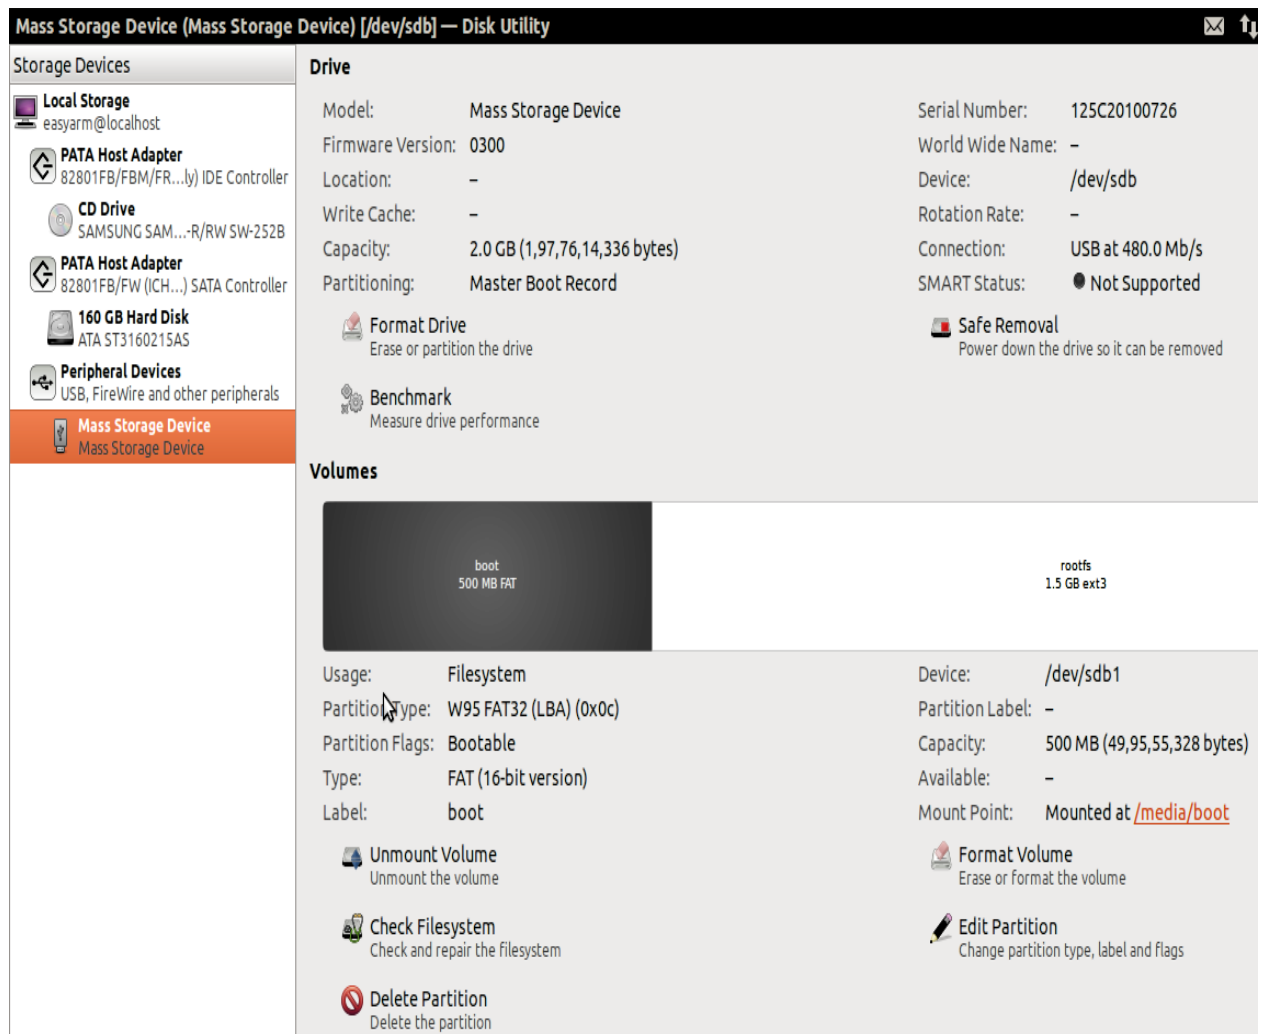 Mass Storage Device (Mass Storage Device) [/dev/sdb] — Disk Utility
Storage Devices
Local Storage
easyarm@localhost
PATA Host Adapter
82801FB/FBM/FR...ly) IDE Controller
CD Drive
SAMSUNG SAM...-R/RW SW-252B
PATA Host Adapter
82801FB/FW (ICH...) SATA Controller
160 GB Hard Disk
ATA ST3160215AS
Peripheral Devices
USB, FireWire and other peripherals
Mass Storage Device
Mass Storage Device
Drive
Model: Mass Storage Device
Serial Number: 125C20100726
Firmware Version: 0300
World Wide Name: –
Location: –
Device: /dev/sdb
Write Cache: –
Rotation Rate: –
Capacity: 2.0 GB (1,97,76,14,336 bytes)
Connection: USB at 480.0 Mb/s
Partitioning: Master Boot Record
SMART Status: Not Supported
Format Drive
Erase or partition the drive
Safe Removal
Power down the drive so it can be removed
Benchmark
Measure drive performance
Volumes
boot
500 MB FAT
rootfs
1.5 GB ext3
Usage: Filesystem
Device: /dev/sdb1
Partition Type: W95 FAT32 (LBA) (0x0c)
Partition Label: –
Partition Flags: Bootable
Capacity: 500 MB (49,95,55,328 bytes)
Type: FAT (16-bit version)
Available: –
Label: boot
Mount Point: Mounted at /media/boot
Unmount Volume
Unmount the volume
Format Volume
Erase or format the volume
Check Filesystem
Check and repair the filesystem
Edit Partition
Change partition type, label and flags
Delete Partition
Delete the partition